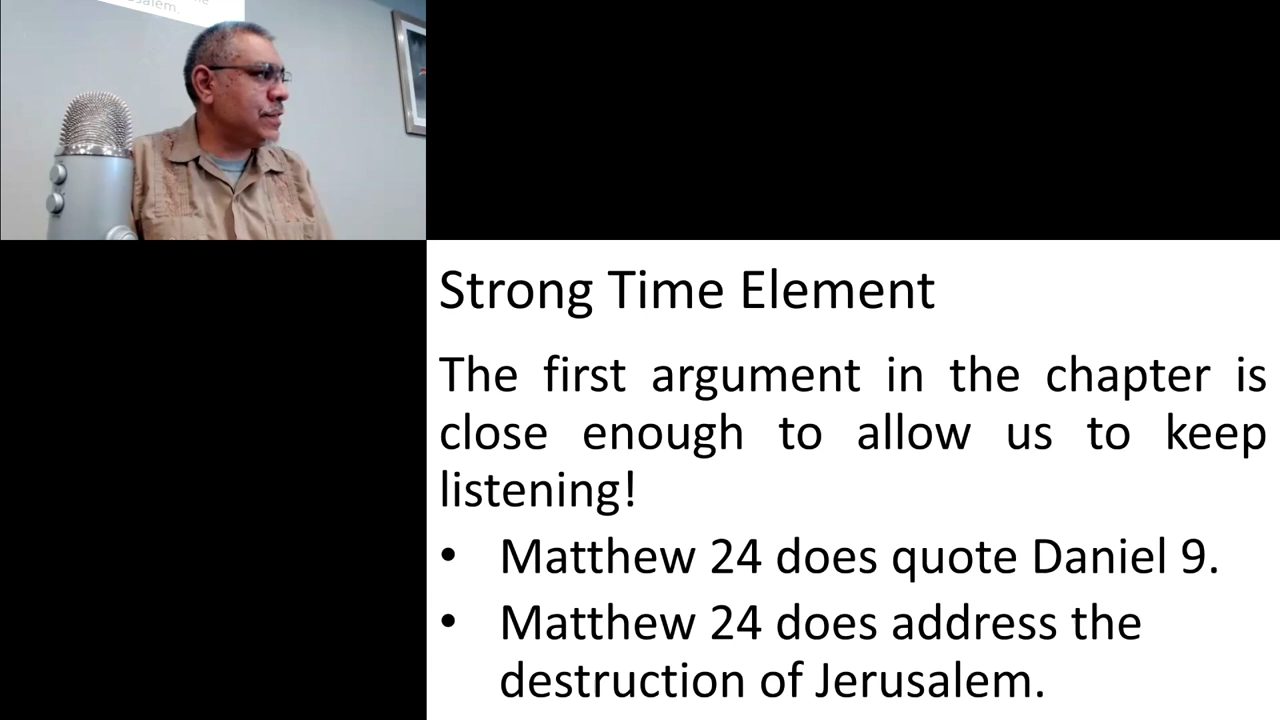 Jerusalem.
Strong Time Element
The first argument in the chapter is
close enough to allow us to keep
listening!
• Matthew 24 does quote Daniel 9.
• Matthew 24 does address the
destruction of Jerusalem.